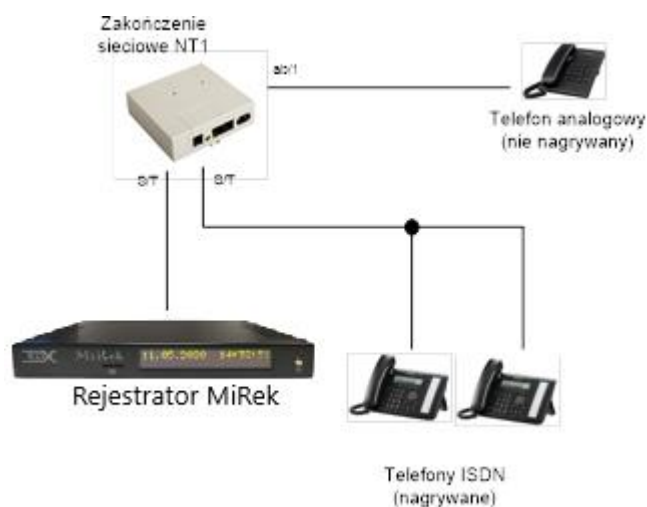 Zakończenie
sieciowe NT1
ab/1
Telefon analogowy
(nie nagrywany)
S/T
S/T
MiRek
Rejestrator MiRek
Telefony ISDN
(nagrywane)